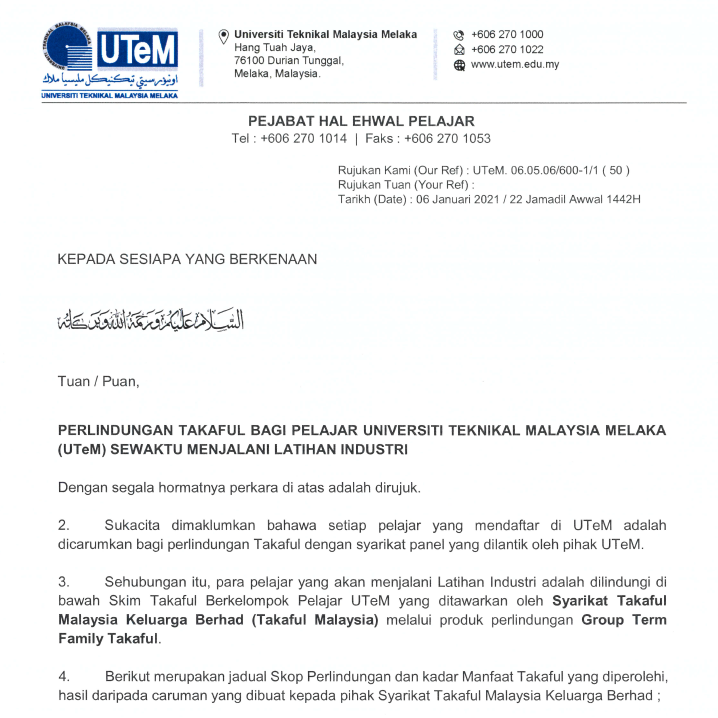 UTeM
اونيۏرسيتي تيكنيكل مليسيا ملاك
UNIVERSITI TEKNIKAL MALAYSIA MELAKA
Universiti Teknikal Malaysia Melaka
Hang Tuah Jaya,
76100 Durian Tunggal,
Melaka, Malaysia.
+606 270 1000
+606 270 1022
www.utem.edu.my
PEJABAT HAL EHWAL PELAJAR
Tel : +606 270 1014 | Faks : +606 270 1053
Rujukan Kami (Our Ref) : UTeM. 06.05.06/600-1/1 ( 50 )
Rujukan Tuan (Your Ref) :
Tarikh (Date) : 06 Januari 2021 / 22 Jamadil Awwal 1442H
KEPADA SESIAPA YANG BERKENAAN
السلام عليكم ورحمة الله وبركاته
Tuan / Puan,
PERLINDUNGAN TAKAFUL BAGI PELAJAR UNIVERSITI TEKNIKAL MALAYSIA MELAKA
(UTeM) SEWAKTU MENJALANI LATIHAN INDUSTRI
Dengan segala hormatnya perkara di atas adalah dirujuk.
2. Sukacita dimaklumkan bahawa setiap pelajar yang mendaftar di UTeM adalah
dicarumkan bagi perlindungan Takaful dengan syarikat panel yang dilantik oleh pihak UTeM.
3. Sehubungan itu, para pelajar yang akan menjalani Latihan Industri adalah dilindungi di
bawah Skim Takaful Berkelompok Pelajar UTeM yang ditawarkan oleh Syarikat Takaful
Malaysia Keluarga Berhad (Takaful Malaysia) melalui produk perlindungan Group Term
Family Takaful.
4. Berikut merupakan jadual Skop Perlindungan dan kadar Manfaat Takaful yang diperolehi,
hasil daripada caruman yang dibuat kepada pihak Syarikat Takaful Malaysia Keluarga Berhad ;